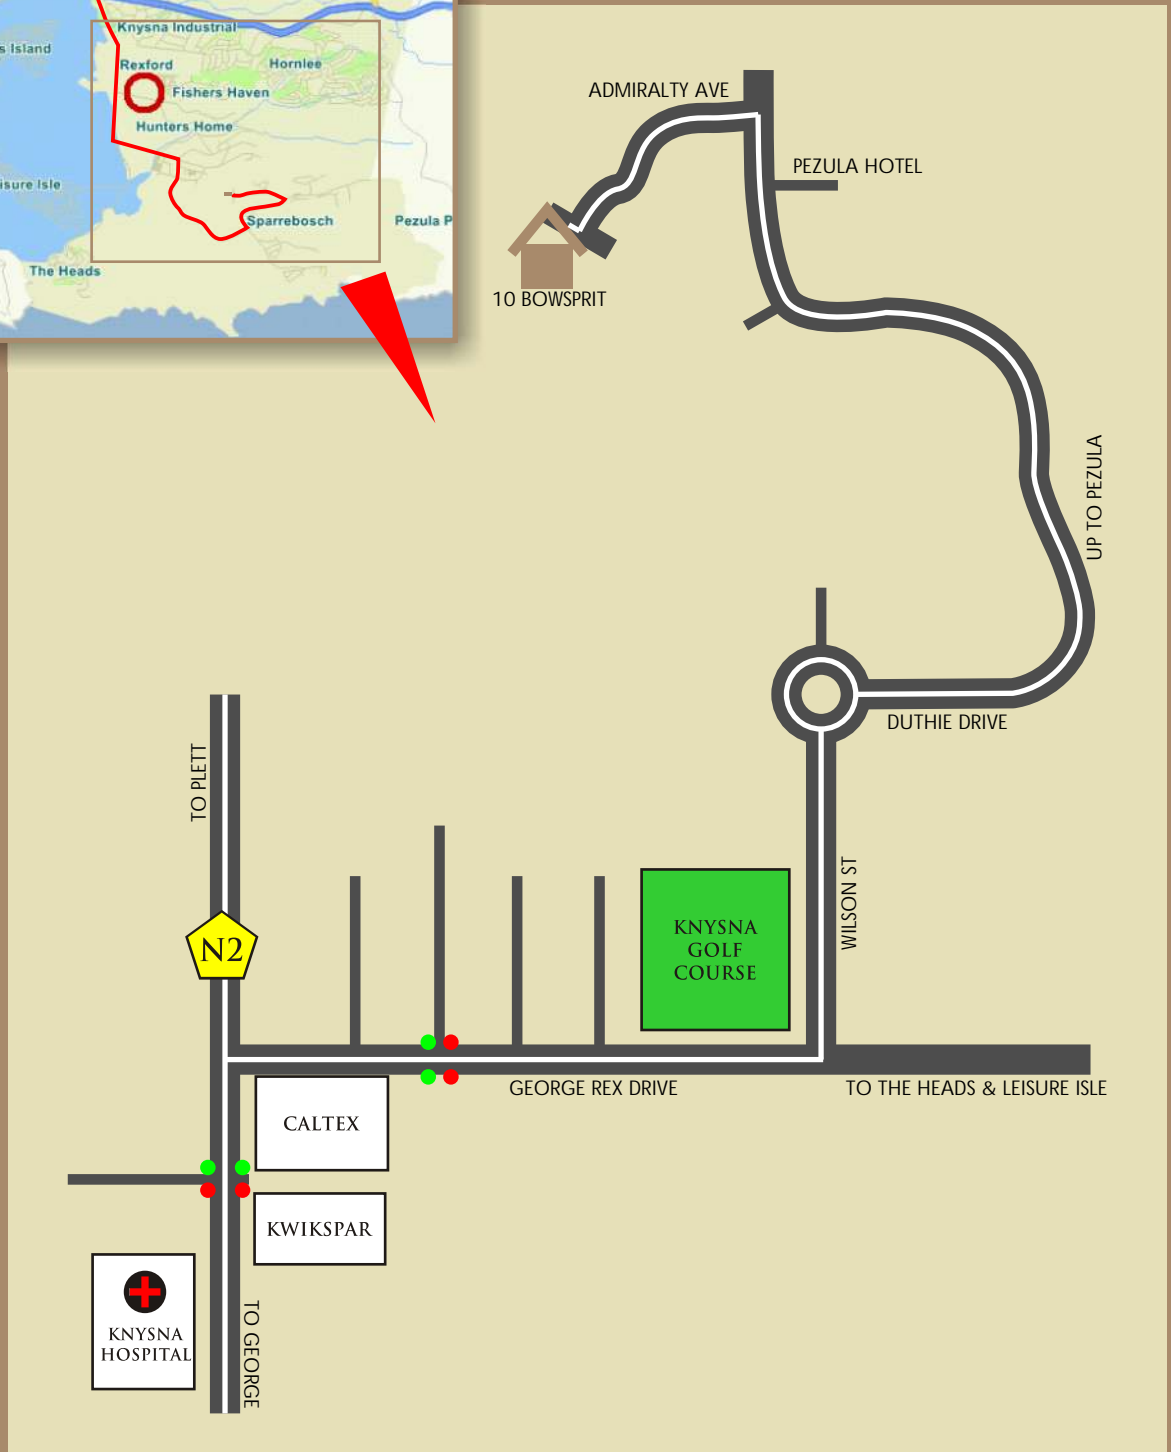 Knysna Industrial
s Island
Rexford
Hornlee
Fishers Haven
Hunters Home
isure Isle
Sparrebosch
Pezula P
The Heads
ADMIRALTY AVE
PEZULA HOTEL
10 BOWSPRIT
UP TO PEZULA
DUTHIE DRIVE
TO PLETT
WILSON ST
KNYSNA
GOLF
COURSE
N2
GEORGE REX DRIVE
TO THE HEADS & LEISURE ISLE
CALTEX
KWIKSPAR
KNYSNA
HOSPITAL
TO GEORGE